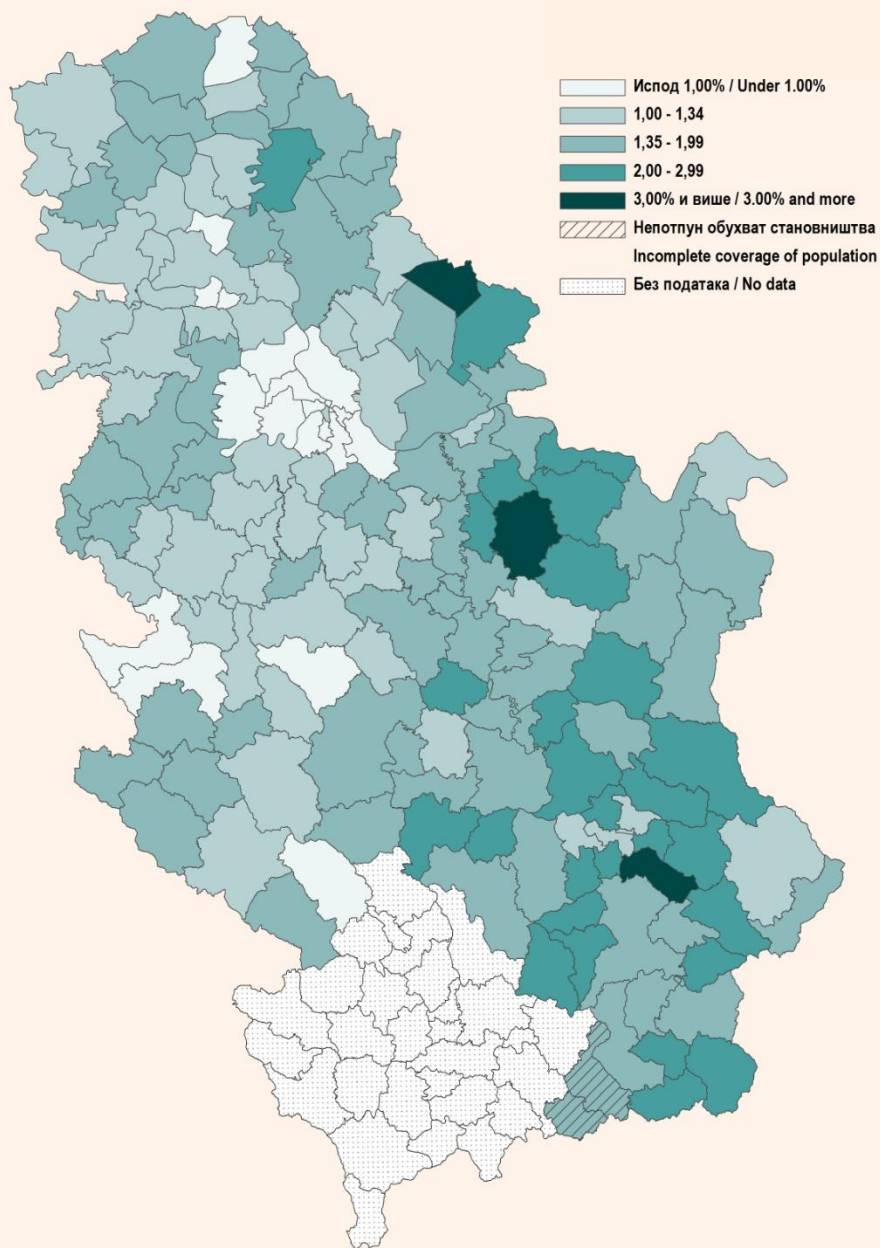 Испод 1,00% / Under 1.00%
1,00 - 1,34
1,35 - 1,99
2,00 - 2,99
3,00% и више / 3.00% and more
Непотпун обухват становништва
Incomplete coverage of population
Без података / No data